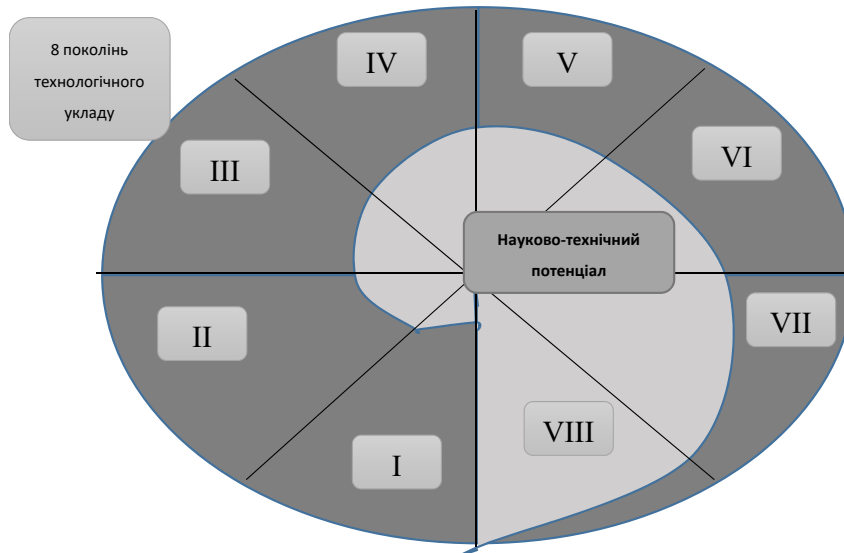 8 поколінь
технологічного
укладу
IV
V
III
VI
Науково-технічний
потенціал
II
VII
I
VIII